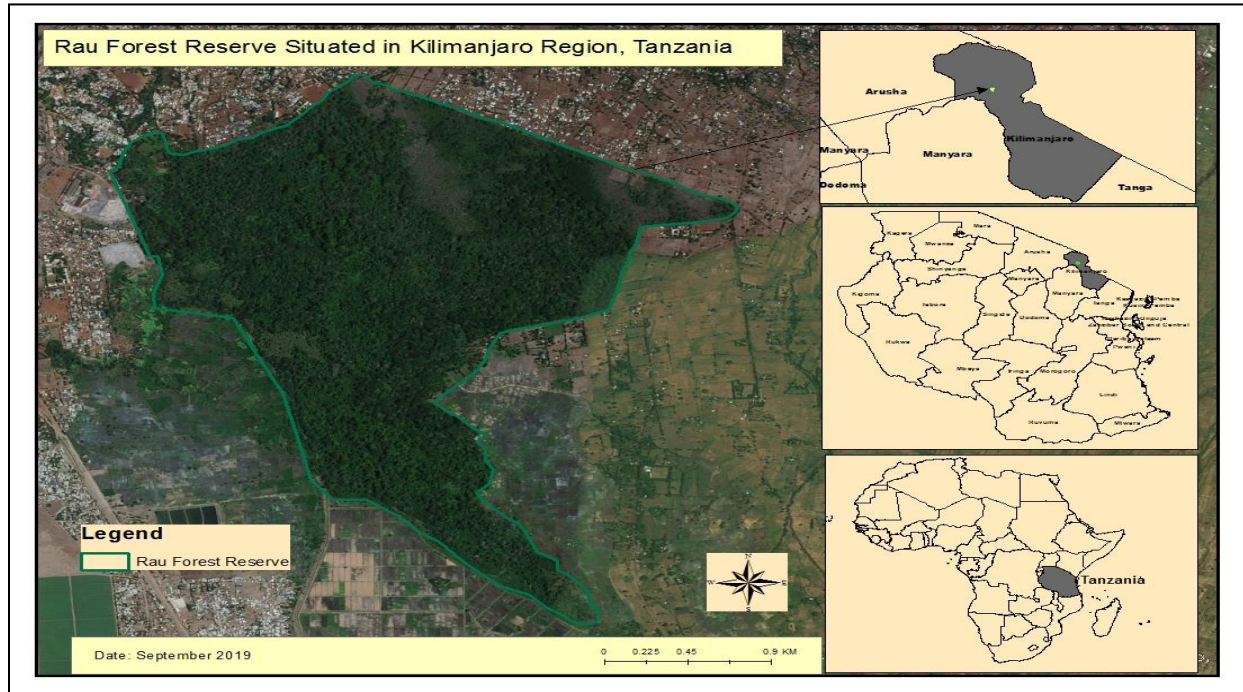 Rau Forest Reserve Situated in Kilimanjaro Region, Tanzania
Legend
Rau Forest Reserve
N
W
E
S
Date: September 2019
0 0.225 0.45 0.9 KM
Arusha
Kilimanjaro
Manyara
Manyara
Dodoma
Tanga
Kagera
Mara
Mwanza
Arusha
Shinyanga
Kilimanjaro
Manyara
Manyara
Kigoma
Tabora
Singida
Dodoma
Tanga
Rukwa
Mbeya
Iringa
Morogoro
Lindi
Ruvuma
Mtwara
Tanzania